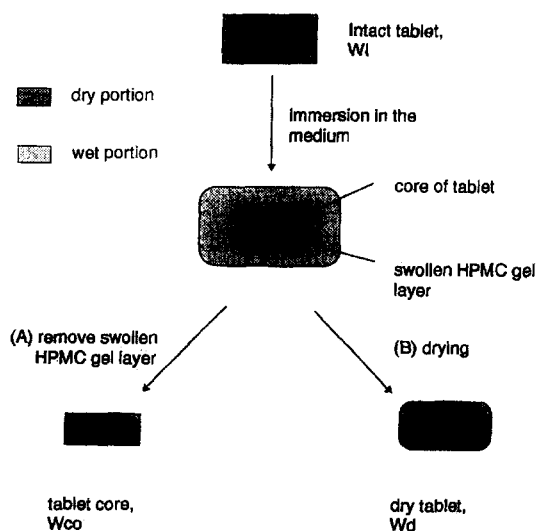 Intact tablet,
Wi
dry portion
immersion in the
medium
wet portion
core of tablet
swollen HPMC gel
layer
(A) remove swollen
HPMC gel layer
(B) drying
tablet core,
Wco
dry tablet,
Wd